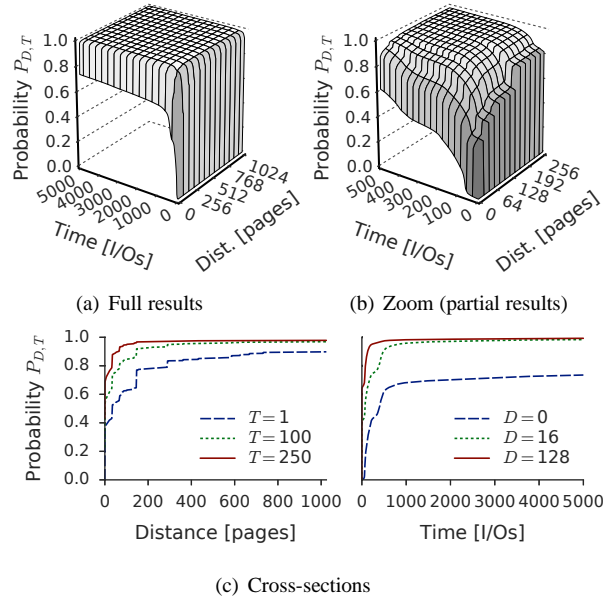 Probability P_{D,T}
1.0
0.8
0.6
0.4
0.2
0.0
5000
4000
3000
2000
1000
0
Time [I/Os]
0
256
512
768
1024
Dist. [pages]
(a) Full results
Probability P_{D,T}
1.0
0.8
0.6
0.4
0.2
0.0
500
400
300
200
100
0
Time [I/Os]
0
64
128
192
256
Dist. [pages]
(b) Zoom (partial results)
Probability P_{D,T}
1.0
0.8
0.6
0.4
0.2
0.0
T = 1
T = 100
T = 250
0 200 400 600 800 1000
Distance [pages]
D = 0
D = 16
D = 128
0 1000 2000 3000 4000 5000
Time [I/Os]
(c) Cross-sections